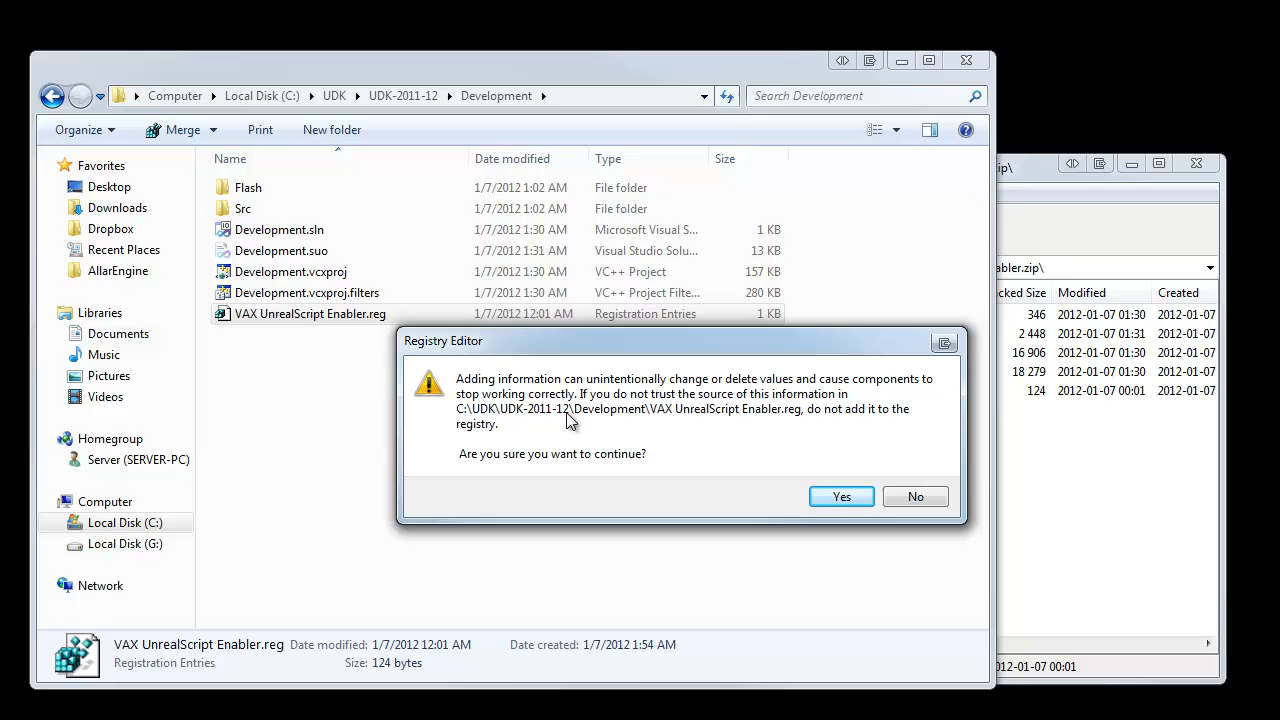 Computer Local Disk (C:) UDK UDK-2011-12 Development
Search Development
Organize Merge Print New folder
Name Date modified Type Size
Favorites
Desktop
Downloads
Dropbox
Recent Places
AllarEngine
Libraries
Documents
Music
Pictures
Videos
Homegroup
Server (SERVER-PC)
Computer
Local Disk (C:)
Local Disk (G:)
Network
Flash 1/7/2012 1:02 AM File folder
Src 1/7/2012 1:02 AM File folder
Development.sln 1/7/2012 1:30 AM Microsoft Visual S... 1 KB
Development.suo 1/7/2012 1:31 AM Visual Studio Solu... 13 KB
Development.vcxproj 1/7/2012 1:30 AM VC++ Project 157 KB
Development.vcxproj.filters 1/7/2012 1:30 AM VC++ Project Filte... 280 KB
VAX UnrealScript Enabler.reg 1/7/2012 12:01 AM Registration Entries 1 KB
Registry Editor
Adding information can unintentionally change or delete values and cause components to
stop working correctly. If you do not trust the source of this information in
C:\UDK\UDK-2011-12\Development\VAX UnrealScript Enabler.reg, do not add it to the
registry.
Are you sure you want to continue?
Yes No
VAX UnrealScript Enabler.reg Date modified: 1/7/2012 12:01 AM Date created: 1/7/2012 1:54 AM
Registration Entries Size: 124 bytes
zip\
abler.zip\
cked Size Modified Created
346 2012-01-07 01:30 2012-01-07
2 448 2012-01-07 01:31 2012-01-07
16 906 2012-01-07 01:30 2012-01-07
18 279 2012-01-07 01:30 2012-01-07
124 2012-01-07 00:01 2012-01-07
012-01-07 00:01